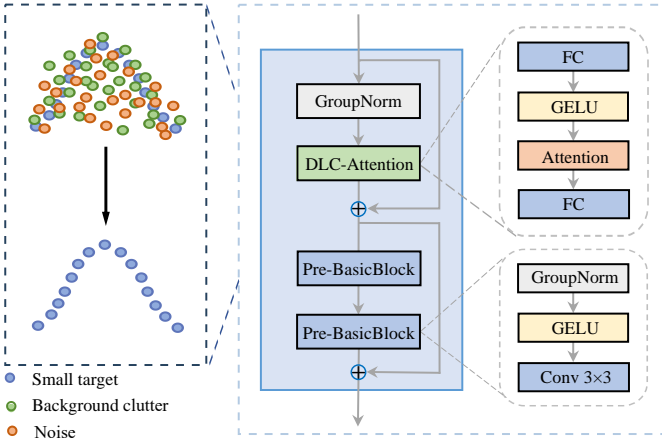 GroupNorm
DLC-Attention
Pre-BasicBlock
Pre-BasicBlock
FC
GELU
Attention
FC
GroupNorm
GELU
Conv 3×3
Small target
Background clutter
Noise